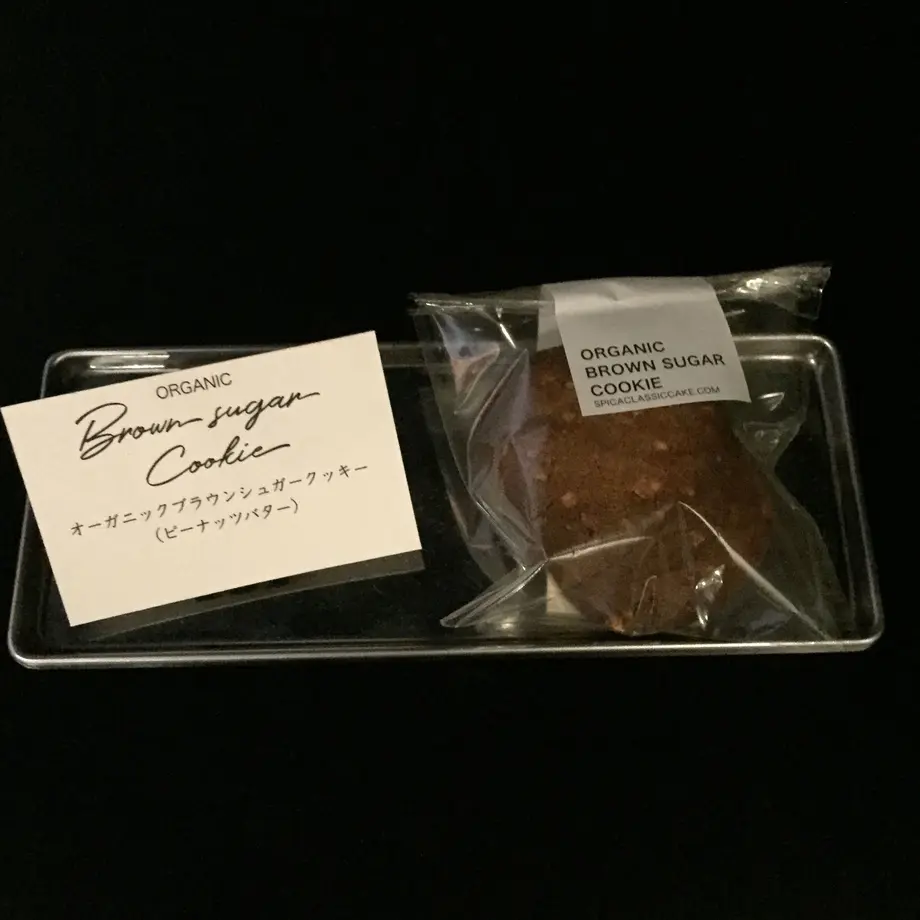 ORGANIC
Brown sugar
Cookie
オーガニックブラウンシュガークッキー
(ピーナッツバター)
ORGANIC
BROWN SUGAR
COOKIE
SPICACLASSICCAKE.COM